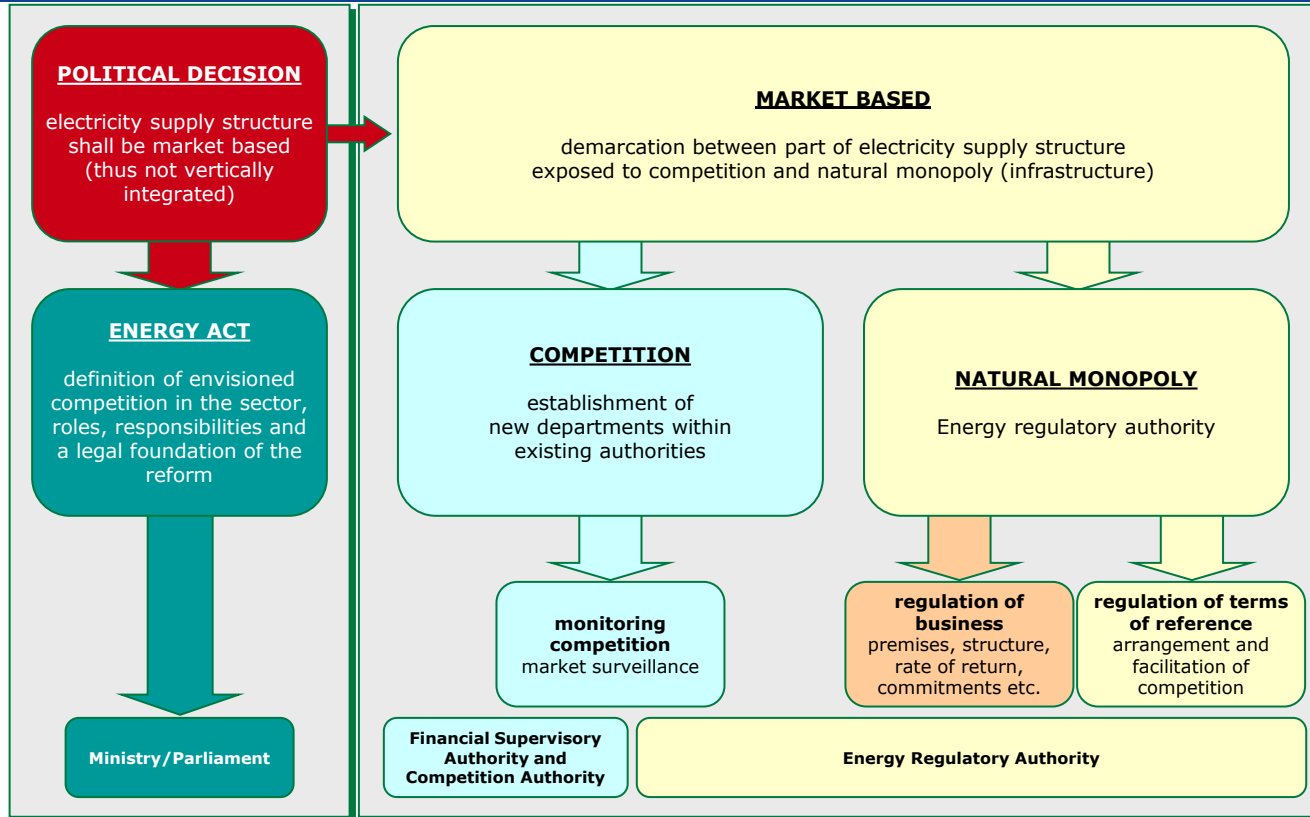 POLITICAL DECISION
electricity supply structure
shall be market based
(thus not vertically
integrated)
MARKET BASED
demarcation between part of electricity supply structure
exposed to competition and natural monopoly (infrastructure)
ENERGY ACT
definition of envisioned
competition in the sector,
roles, responsibilities and
a legal foundation of the
reform
COMPETITION
establishment of
new departments within
existing authorities
NATURAL MONOPOLY
Energy regulatory authority
monitoring
competition
market surveillance
regulation of
business
premises, structure,
rate of return,
commitments etc.
regulation of terms
of reference
arrangement and
facilitation of
competition
Ministry/Parliament
Financial Supervisory
Authority and
Competition Authority
Energy Regulatory Authority